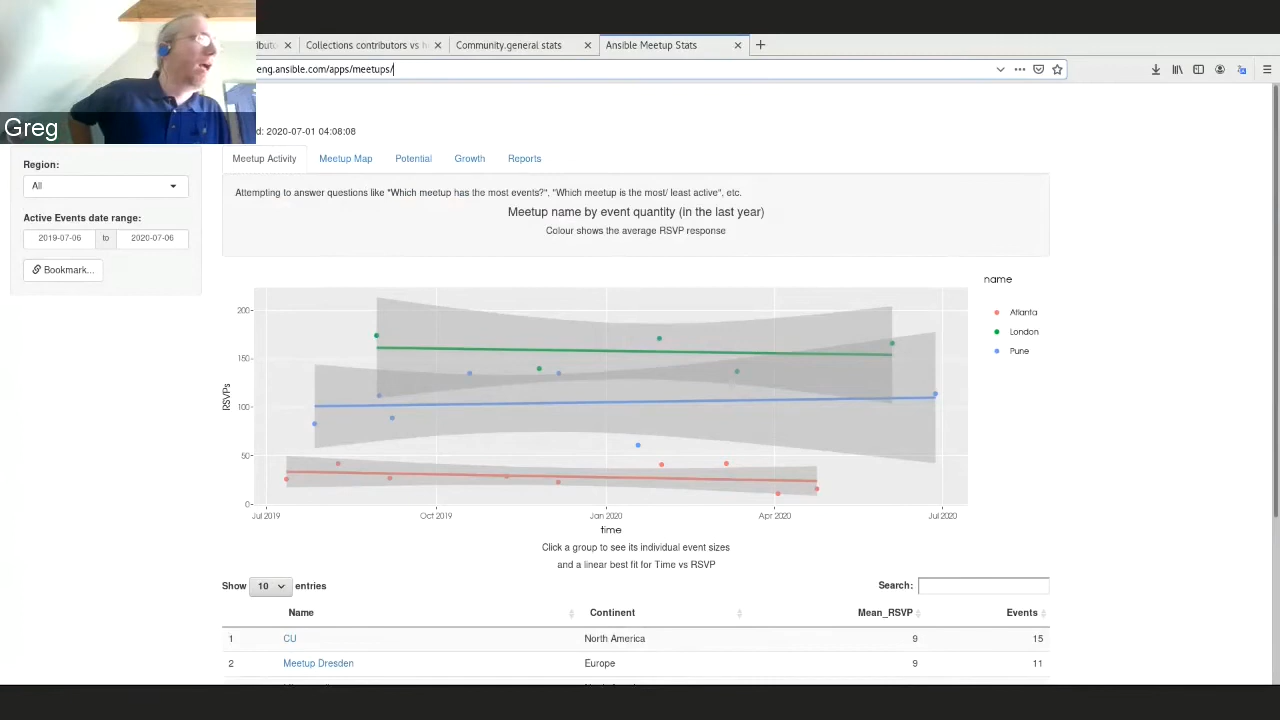 Collections contributors vs h
Community.general stats
Ansible Meetup Stats
eng.ansible.com/apps/meetups/
Greg
d: 2020-07-01 04:08:08
Region:
All
Active Events date range:
2019-07-06 to 2020-07-06
Bookmark...
Meetup Activity Meetup Map Potential Growth Reports
Attempting to answer questions like "Which meetup has the most events?", "Which meetup is the most/ least active", etc.
Meetup name by event quantity (in the last year)
Colour shows the average RSVP response
name
Atlanta
London
Pune
RSVPs
200
150
100
50
0
Jul 2019 Oct 2019 Jan 2020 Apr 2020 Jul 2020
time
Click a group to see its individual event sizes
and a linear best fit for Time vs RSVP
Show 10 entries Search:
Name Continent Mean_RSVP Events
1 CU North America 9 15
2 Meetup Dresden Europe 9 11